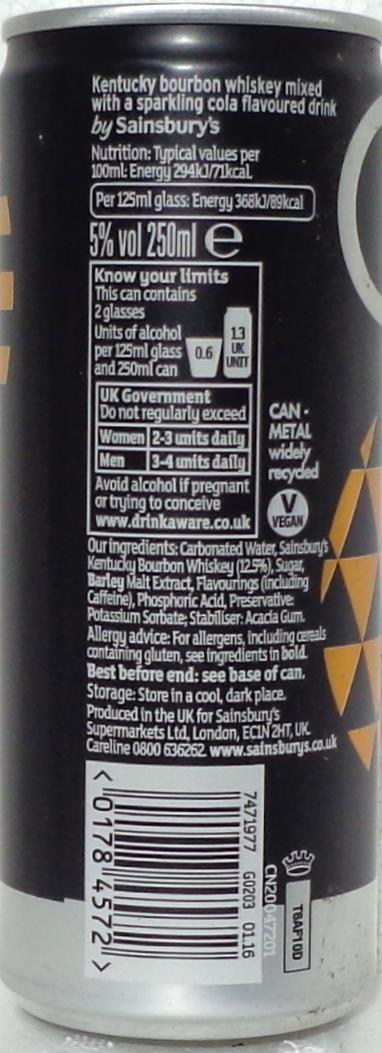 Kentucky bourbon whiskey mixed
with a sparkling cola flavoured drink
by Sainsbury's
Nutrition: Typical values per
100ml: Energy 294kJ/71kcal.
Per 125ml glass: Energy 368kJ/89kcal
5% vol 250ml e
Know your limits
This can contains
2 glasses
Units of alcohol
per 125ml glass
and 250ml can
0.6
1.3
UK
UNIT
UK Government
Do not regularly exceed
Women 2-3 units daily
Men 3-4 units daily
Avoid alcohol if pregnant
or trying to conceive
www.drinkaware.co.uk
CAN -
METAL
widely
recycled
V
VEGAN
Our ingredients: Carbonated Water, Sainsbury's
Kentucky Bourbon Whiskey (12.5%), Sugar,
Barley Malt Extract, Flavourings (including
Caffeine), Phosphoric Acid, Preservative:
Potassium Sorbate; Stabiliser: Acacia Gum.
Allergy advice: For allergens, including cereals
containing gluten, see ingredients in bold.
Best before end: see base of can.
Storage: Store in a cool, dark place.
Produced in the UK for Sainsbury's
Supermarkets Ltd, London, EC1N 2HT, UK.
Careline 0800 636262. www.sainsburys.co.uk
7471977 G0203 01.16
< 0178 4572 >
CN20047201
T8AP10D